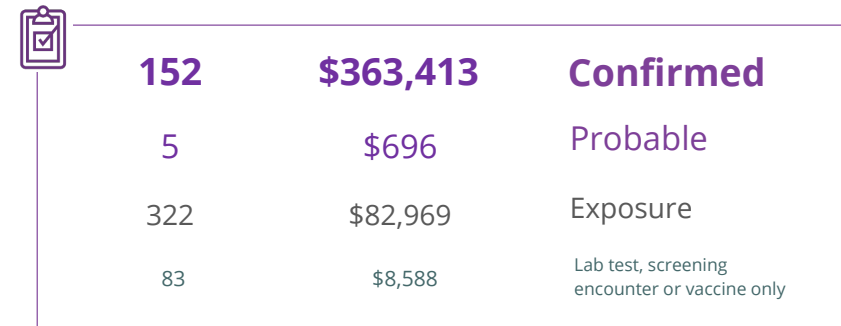 152 $363,413 Confirmed
5 $696 Probable
322 $82,969 Exposure
83 $8,588 Lab test, screening
encounter or vaccine only